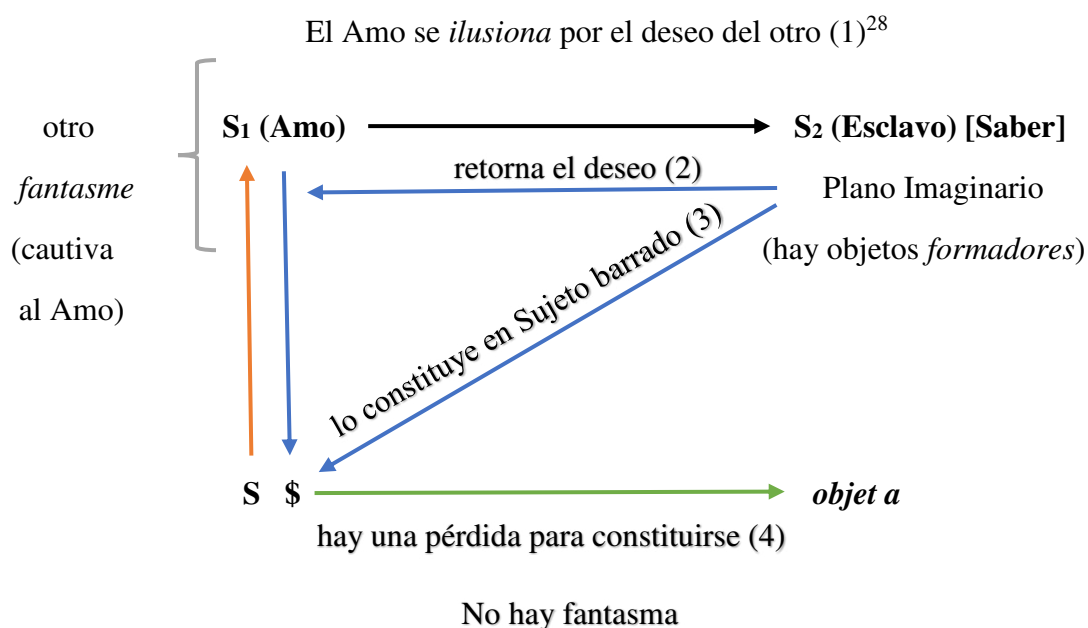 El Amo se ilusiona por el deseo del otro (1)28
otro
fantasme
(cautiva
al Amo)
S1 (Amo)
S2 (Esclavo) [Saber]
retorna el deseo (2)
Plano Imaginario
(hay objetos formadores)
lo constituye en Sujeto barrado (3)
S $
objet a
hay una pérdida para constituirse (4)
No hay fantasma